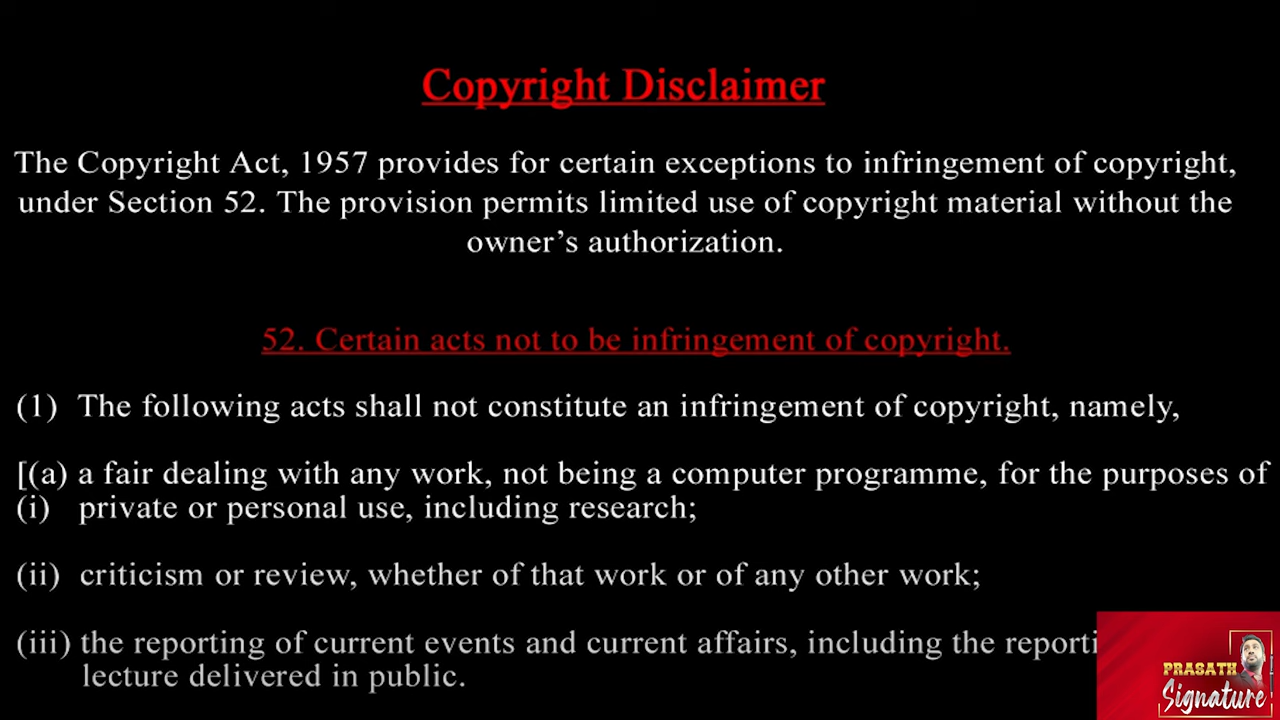 Copyright Disclaimer
The Copyright Act, 1957 provides for certain exceptions to infringement of copyright,
under Section 52. The provision permits limited use of copyright material without the
owner's authorization.
52. Certain acts not to be infringement of copyright.
(1) The following acts shall not constitute an infringement of copyright, namely,
[(a) a fair dealing with any work, not being a computer programme, for the purposes of
(i) private or personal use, including research;
(ii) criticism or review, whether of that work or of any other work;
(iii) the reporting of current events and current affairs, including the
lecture delivered in public.
PRASATH
Signature